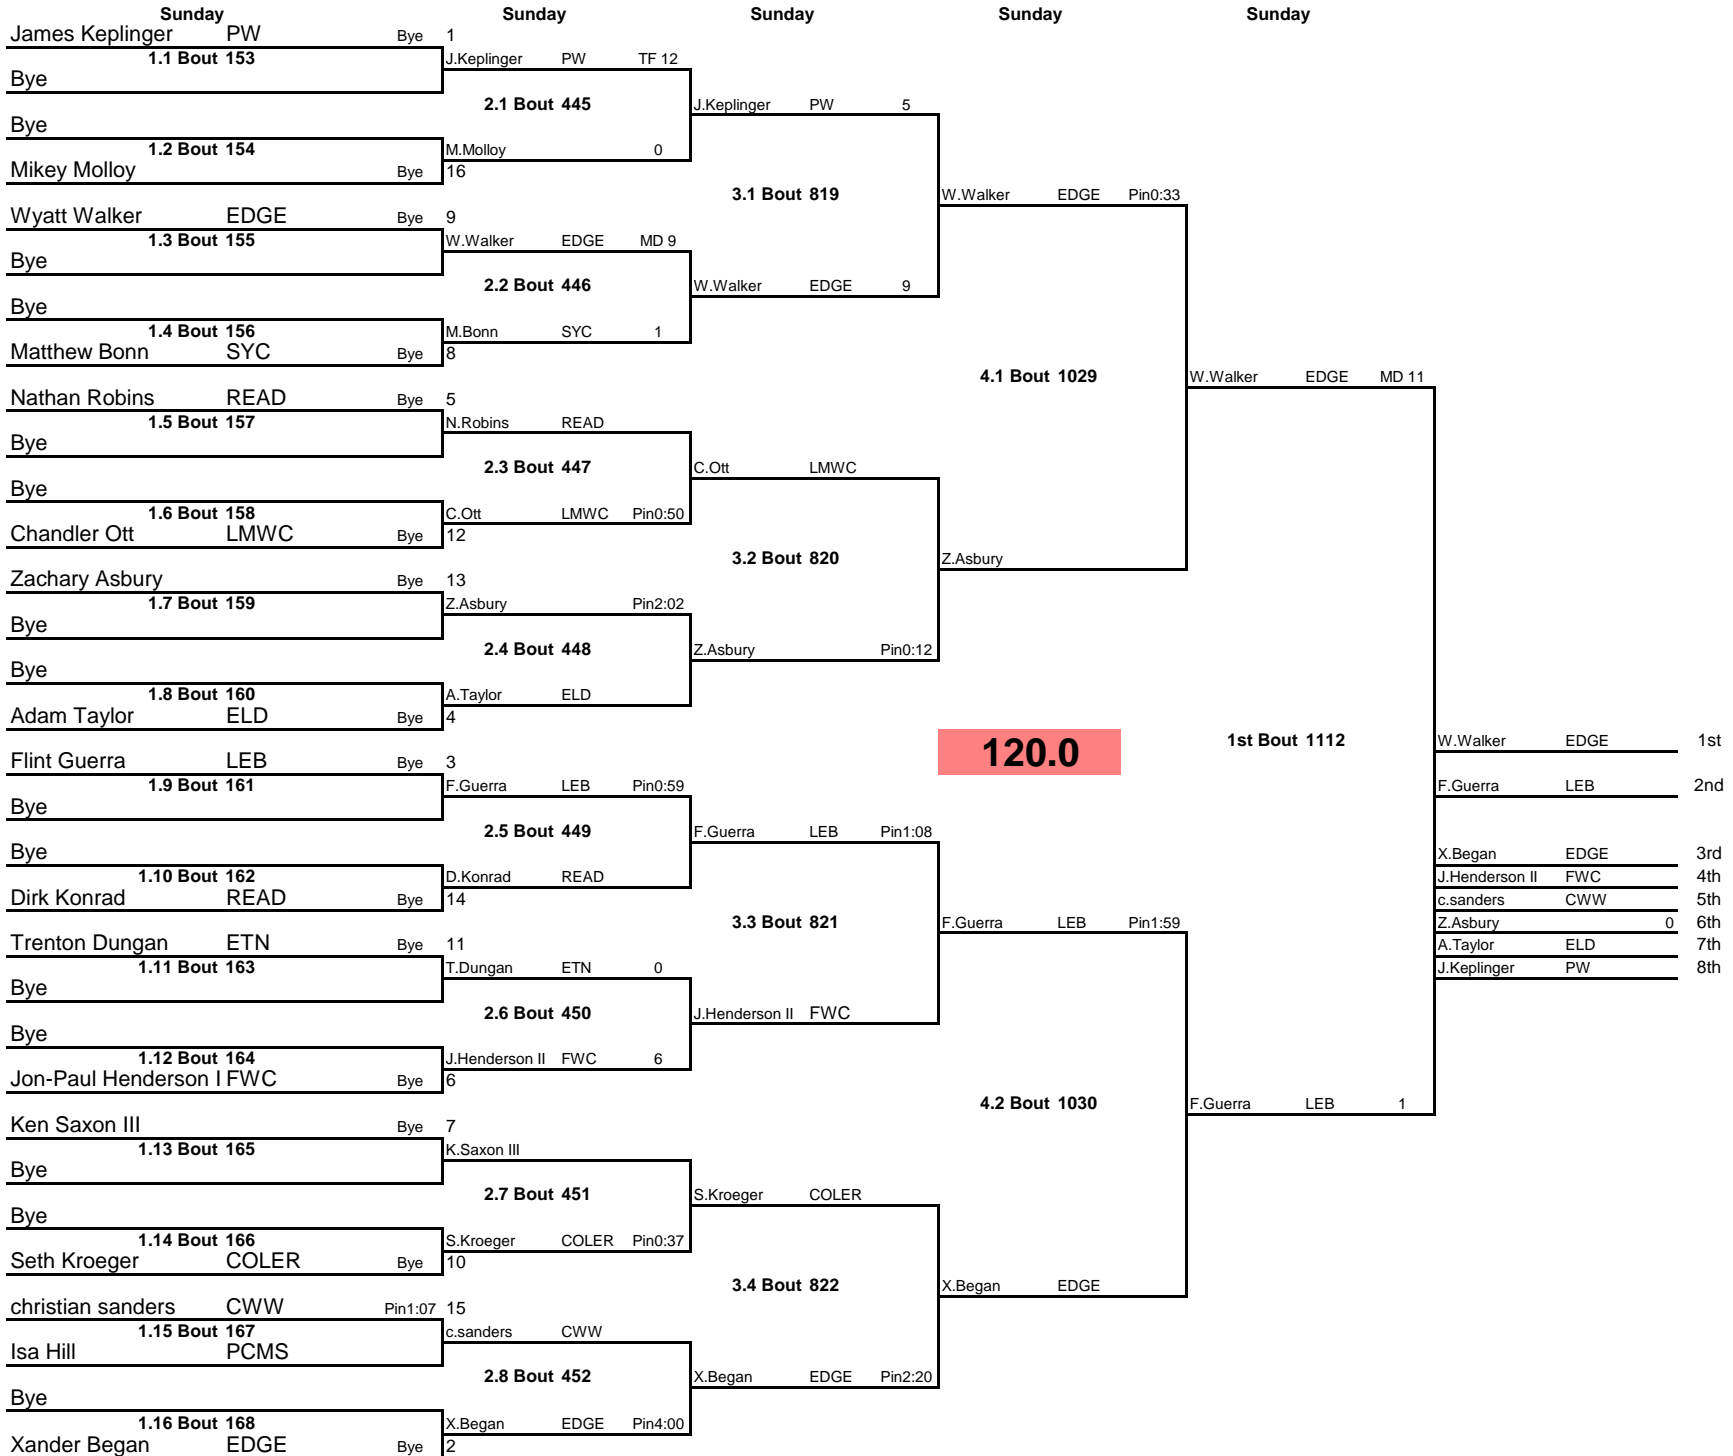 Sunday Sunday Sunday Sunday Sunday
James Keplinger PW Bye 1
1.1 Bout 153 J.Keplinger PW TF 12
Bye
2.1 Bout 445 J.Keplinger PW 5
Bye
1.2 Bout 154 M.Molloy 0
Mikey Molloy Bye 16
3.1 Bout 819 W.Walker EDGE Pin0:33
Wyatt Walker EDGE Bye 9
1.3 Bout 155 W.Walker EDGE MD 9
Bye
2.2 Bout 446 W.Walker EDGE 9
Bye
1.4 Bout 156 M.Bonn SYC 1
Matthew Bonn SYC Bye 8
4.1 Bout 1029 W.Walker EDGE MD 11
Nathan Robins READ Bye 5
1.5 Bout 157 N.Robins READ
Bye
2.3 Bout 447 C.Ott LMWC
Bye
1.6 Bout 158 C.Ott LMWC Pin0:50
Chandler Ott LMWC Bye 12
3.2 Bout 820 Z.Asbury
Zachary Asbury Bye 13
1.7 Bout 159 Z.Asbury Pin2:02
Bye
2.4 Bout 448 Z.Asbury Pin0:12
Bye
1.8 Bout 160 A.Taylor ELD
Adam Taylor ELD Bye 4
120.0 1st Bout 1112 W.Walker EDGE 1st
Flint Guerra LEB Bye 3
1.9 Bout 161 F.Guerra LEB Pin0:59 F.Guerra LEB 2nd
Bye
2.5 Bout 449 F.Guerra LEB Pin1:08
Bye X.Began EDGE 3rd
1.10 Bout 162 D.Konrad READ J.Henderson II FWC 4th
Dirk Konrad READ Bye 14 c.sanders CWW 5th
3.3 Bout 821 F.Guerra LEB Pin1:59 Z.Asbury 0 6th
Trenton Dungan ETN Bye 11 A.Taylor ELD 7th
1.11 Bout 163 T.Dungan ETN 0 J.Keplinger PW 8th
Bye
2.6 Bout 450 J.Henderson II FWC
Bye
1.12 Bout 164 J.Henderson II FWC 6
Jon-Paul Henderson I FWC Bye 6
4.2 Bout 1030 F.Guerra LEB 1
Ken Saxon III Bye 7
1.13 Bout 165 K.Saxon III
Bye
2.7 Bout 451 S.Kroeger COLER
Bye
1.14 Bout 166 S.Kroeger COLER Pin0:37
Seth Kroeger COLER Bye 10
3.4 Bout 822 X.Began EDGE
christian sanders CWW Pin1:07 15
1.15 Bout 167 c.sanders CWW
Isa Hill PCMS
2.8 Bout 452 X.Began EDGE Pin2:20
Bye
1.16 Bout 168 X.Began EDGE Pin4:00
Xander Began EDGE Bye 2